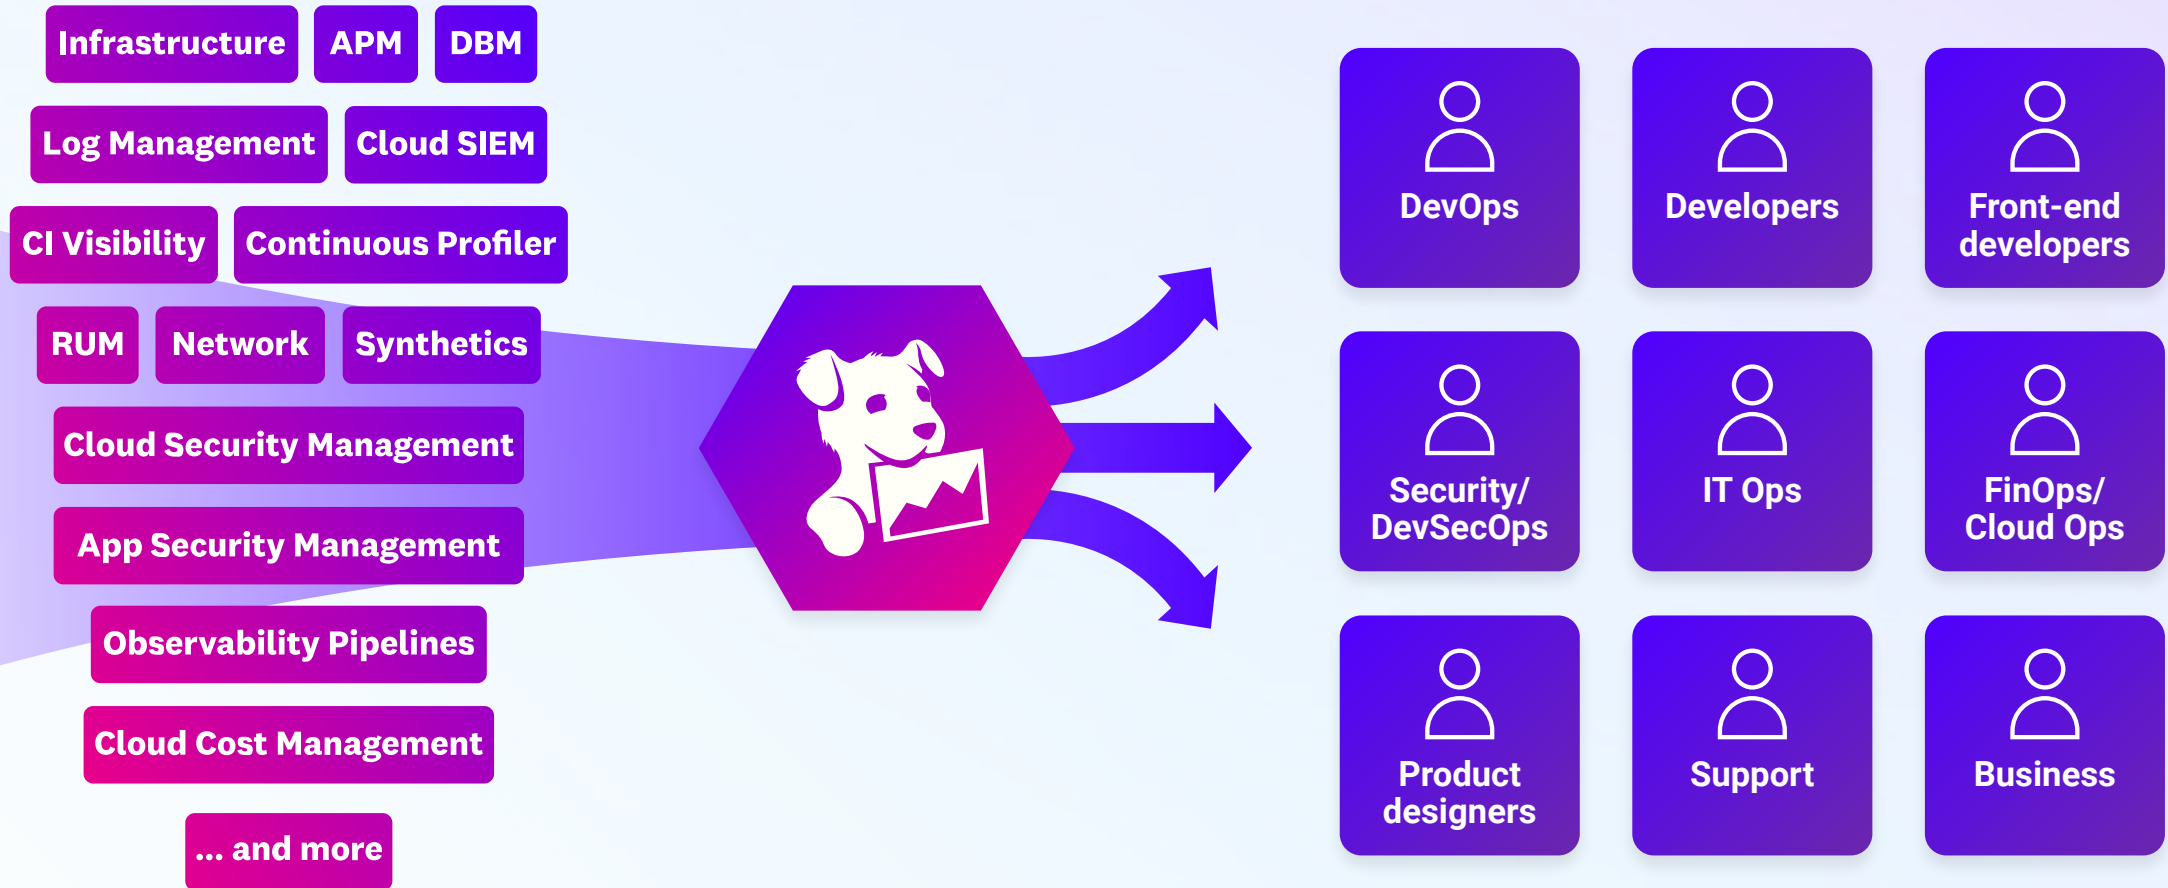 Infrastructure
APM
DBM
Log Management
Cloud SIEM
CI Visibility
Continuous Profiler
RUM
Network
Synthetics
Cloud Security Management
App Security Management
Observability Pipelines
Cloud Cost Management
... and more
DevOps
Developers
Front-end
developers
Security/
DevSecOps
IT Ops
FinOps/
Cloud Ops
Product
designers
Support
Business